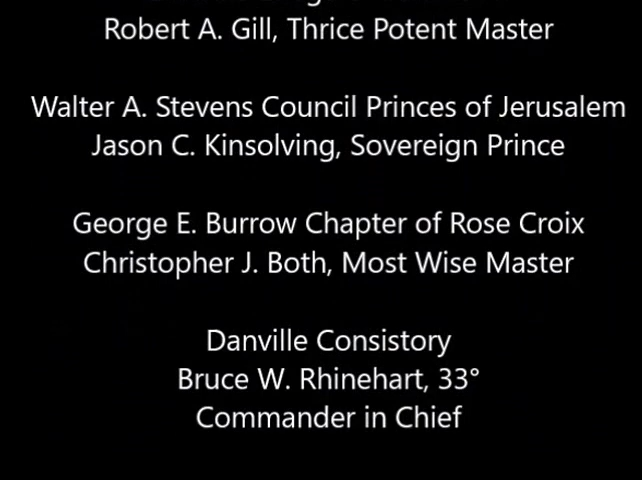 Robert A. Gill, Thrice Potent Master
Walter A. Stevens Council Princes of Jerusalem
Jason C. Kinsolving, Sovereign Prince
George E. Burrow Chapter of Rose Croix
Christopher J. Both, Most Wise Master
Danville Consistory
Bruce W. Rhinehart, 33°
Commander in Chief